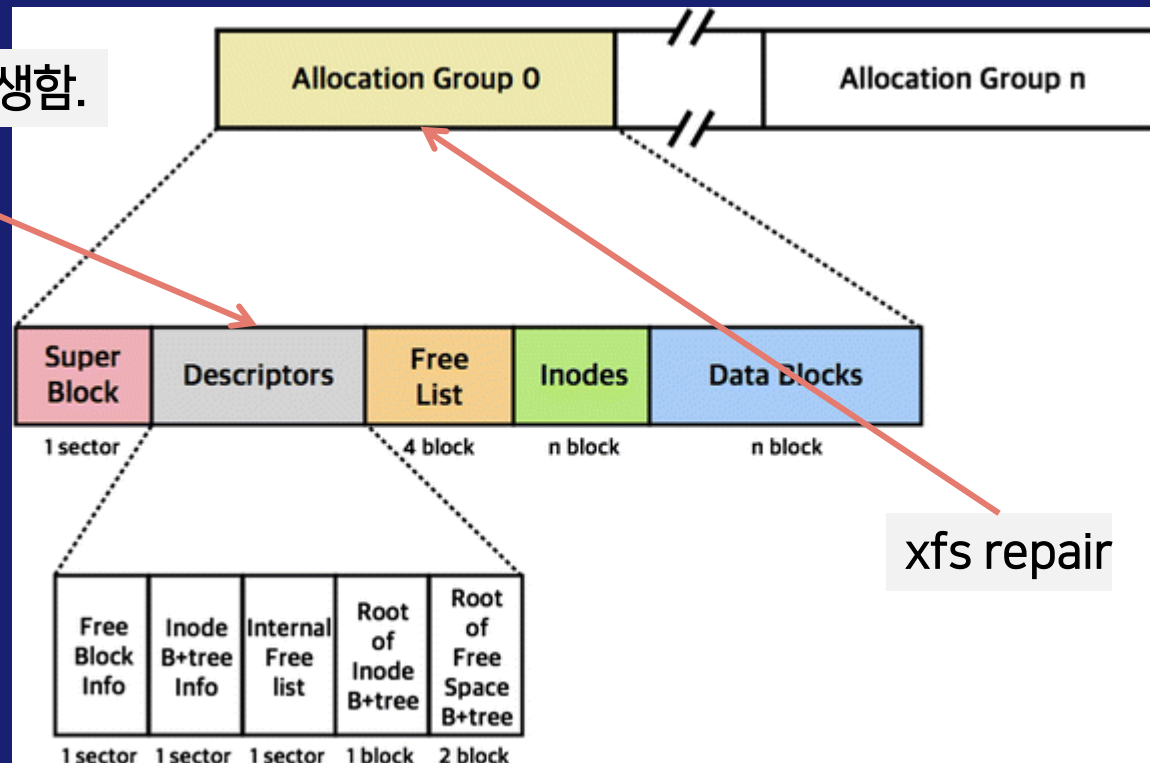 생함.
Allocation Group 0
Allocation Group n
Super
Block
Descriptors
Free
List
Inodes
Data Blocks
1 sector
4 block
n block
n block
xfs repair
Free
Block
Info
Inode
B+tree
Info
Internal
Free
list
Root
of
Inode
B+tree
Root
of
Free
Space
B+tree
1 sector
1 sector
1 sector
1 block
2 block